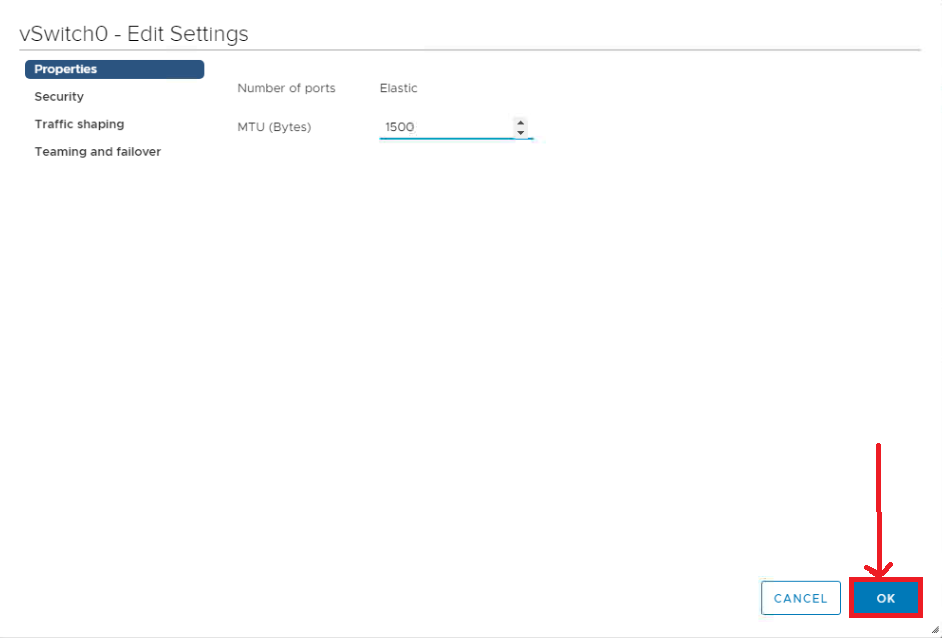 vSwitch0 - Edit Settings
Properties
Security
Traffic shaping
Teaming and failover
Number of ports Elastic
MTU (Bytes) 1500
CANCEL OK